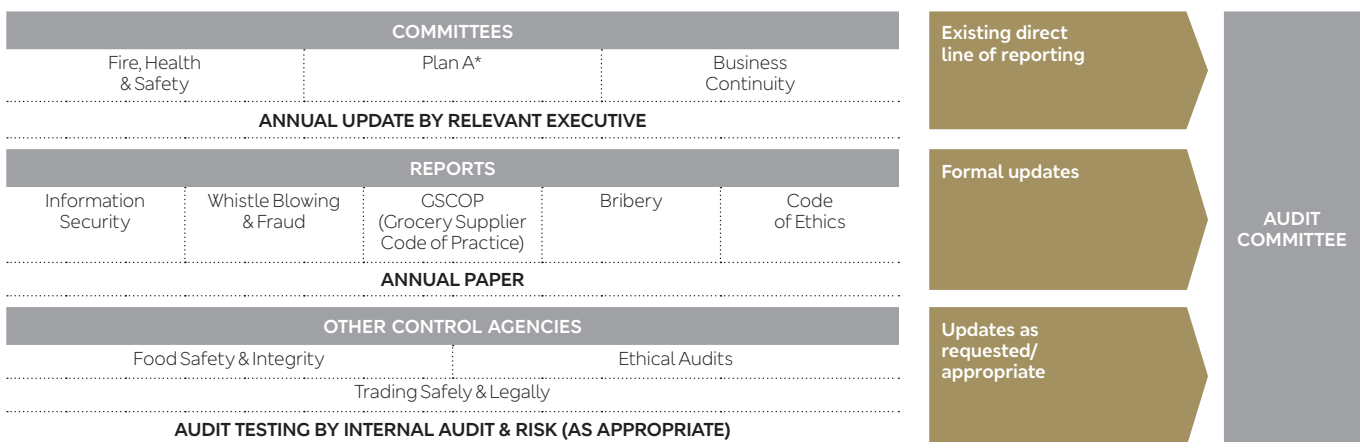 COMMITTEES
Fire, Health
& Safety
Plan A*
Business
Continuity
ANNUAL UPDATE BY RELEVANT EXECUTIVE
Existing direct
line of reporting
REPORTS
Information
Security
Whistle Blowing
& Fraud
GSCOP
(Grocery Supplier
Code of Practice)
Bribery
Code
of Ethics
ANNUAL PAPER
Formal updates
OTHER CONTROL AGENCIES
Food Safety & Integrity
Ethical Audits
Trading Safely & Legally
AUDIT TESTING BY INTERNAL AUDIT & RISK (AS APPROPRIATE)
Updates as
requested/
appropriate
AUDIT
COMMITTEE